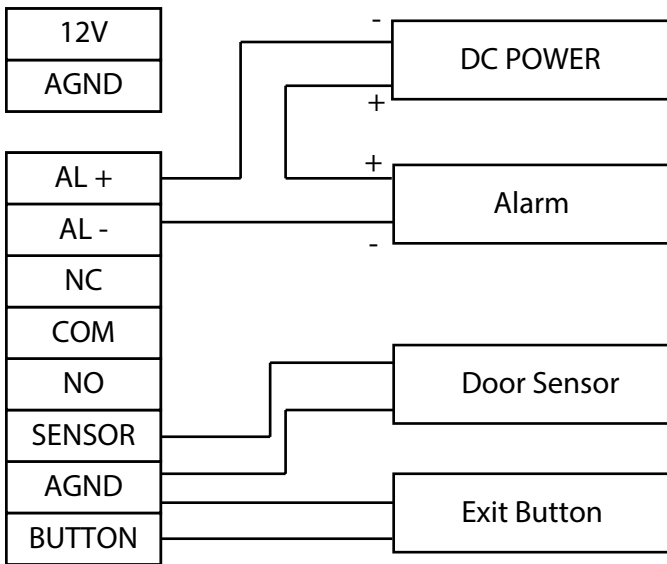 12V
AGND
AL +
AL -
NC
COM
NO
SENSOR
AGND
BUTTON
-
DC POWER
+
+
Alarm
-
Door Sensor
Exit Button